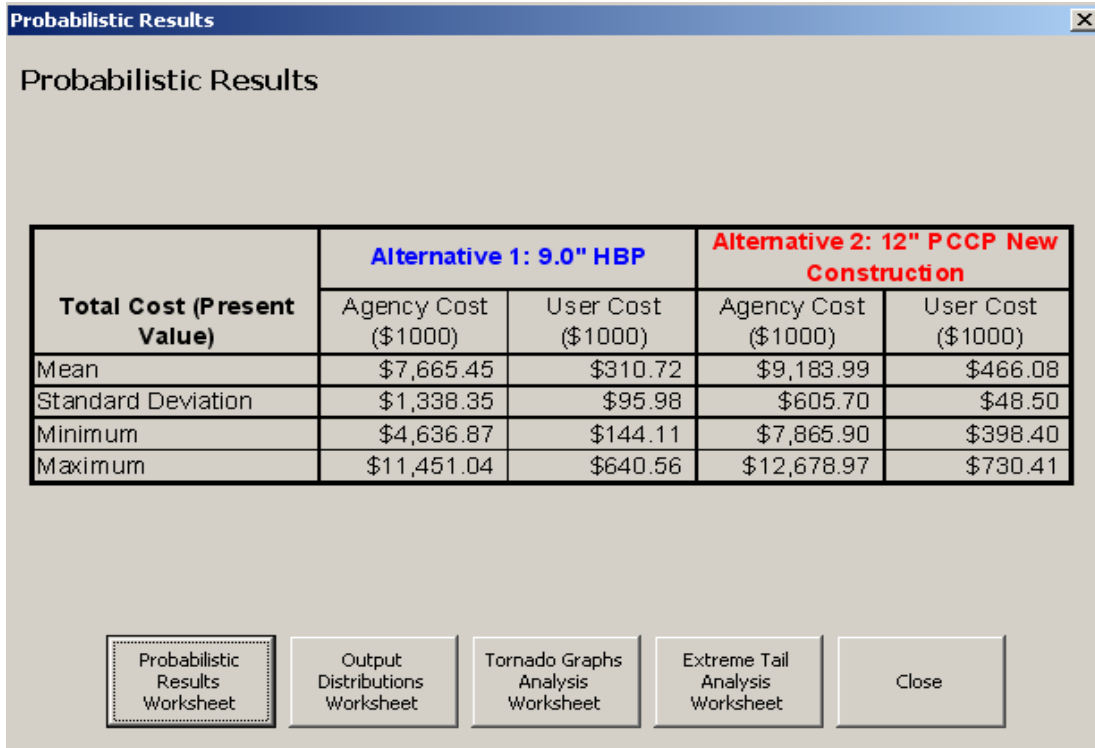 Probabilistic Results
Probabilistic Results
Total Cost (Present
Value)
Alternative 1: 9.0" HBP
Alternative 2: 12" PCCP New
Construction
Agency Cost
($1000)
User Cost
($1000)
Agency Cost
($1000)
User Cost
($1000)
Mean $7,665.45 $310.72 $9,183.99 $466.08
Standard Deviation $1,338.35 $95.98 $605.70 $48.50
Minimum $4,636.87 $144.11 $7,865.90 $398.40
Maximum $11,451.04 $640.56 $12,678.97 $730.41
Probabilistic
Results
Worksheet
Output
Distributions
Worksheet
Tornado Graphs
Analysis
Worksheet
Extreme Tail
Analysis
Worksheet
Close